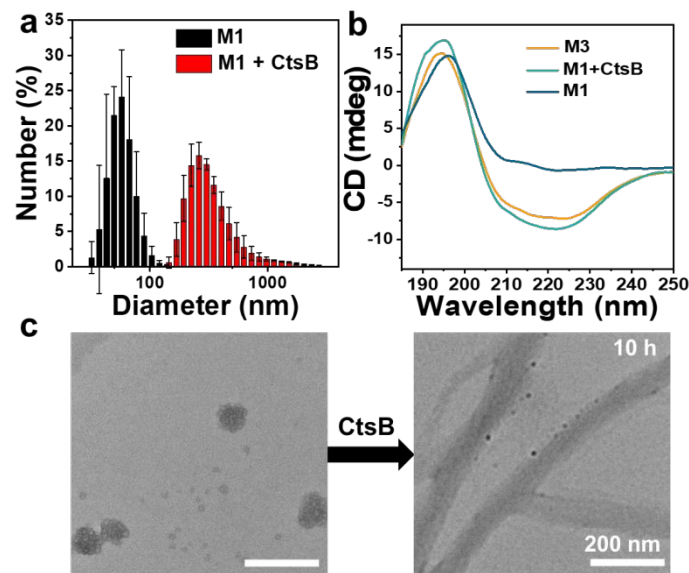 a
M1
M1 + CtsB
35
30
25
20
15
10
5
0
Number (%)
100
1000
Diameter (nm)
b
M3
M1+CtsB
M1
15
10
5
0
-5
-10
CD (mdeg)
190
200
210
220
230
240
250
Wavelength (nm)
c
CtsB
10 h
200 nm